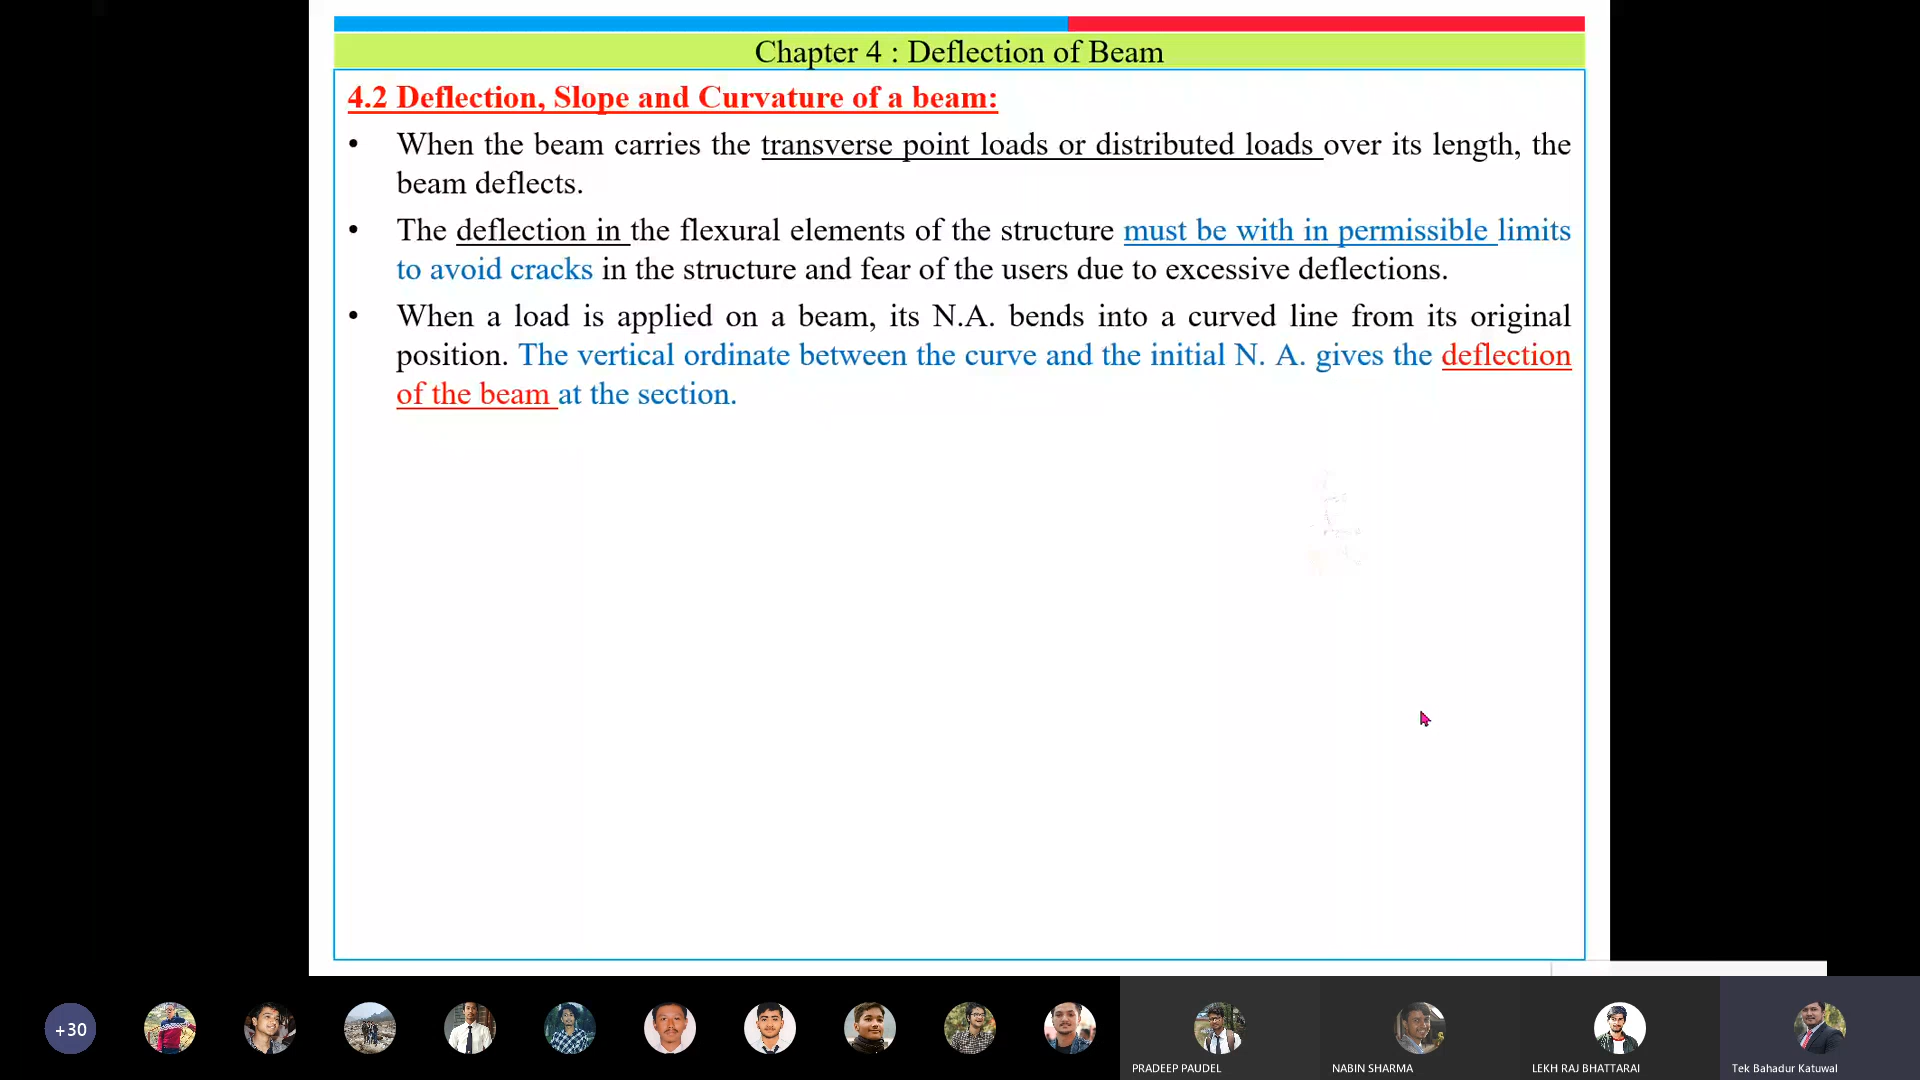 Chapter 4 : Deflection of Beam
4.2 Deflection, Slope and Curvature of a beam:
• When the beam carries the transverse point loads or distributed loads over its length, the
beam deflects.
• The deflection in the flexural elements of the structure must be with in permissible limits
to avoid cracks in the structure and fear of the users due to excessive deflections.
• When a load is applied on a beam, its N.A. bends into a curved line from its original
position. The vertical ordinate between the curve and the initial N. A. gives the deflection
of the beam at the section.
+30
PRADEEP PAUDEL
NABIN SHARMA
LEKH RAJ BHATTARAI
Tek Bahadur Katuwal